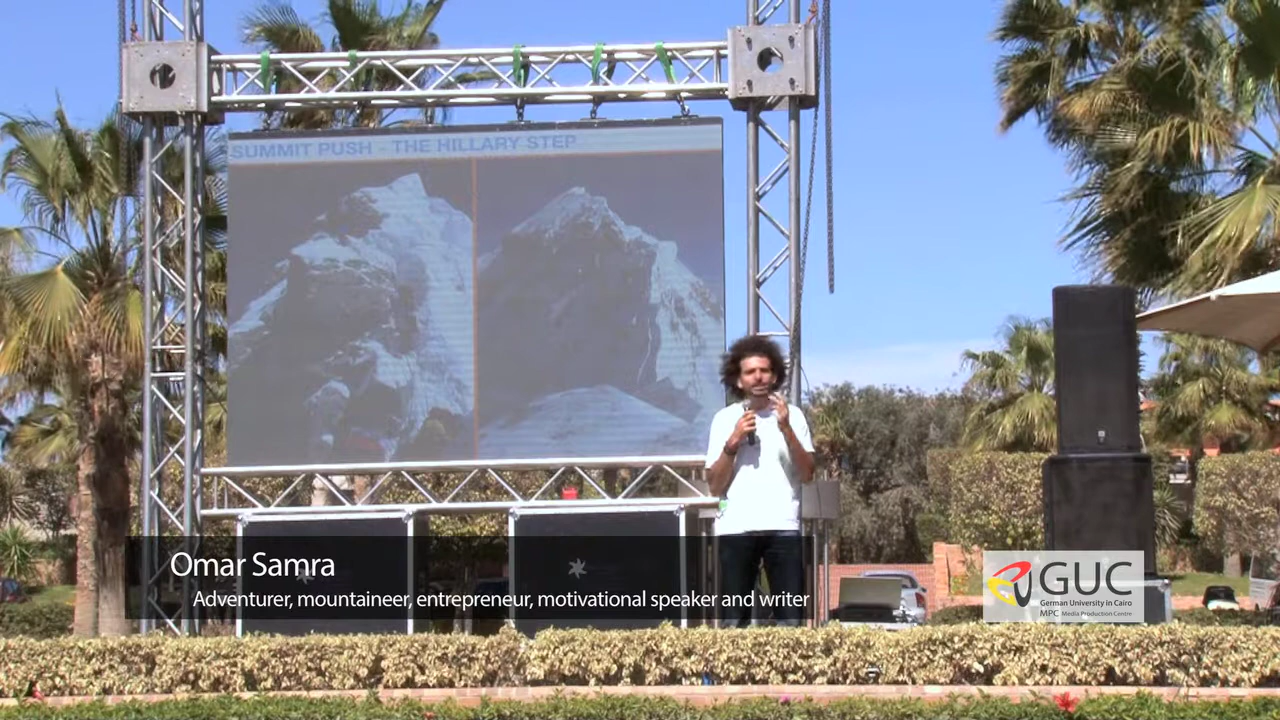 SUMMIT PUSH - THE HILLARY STEP
Omar Samra
Adventurer, mountaineer, entrepreneur, motivational speaker and writer
GUC
German University in Cairo
MPC Media Production Centre